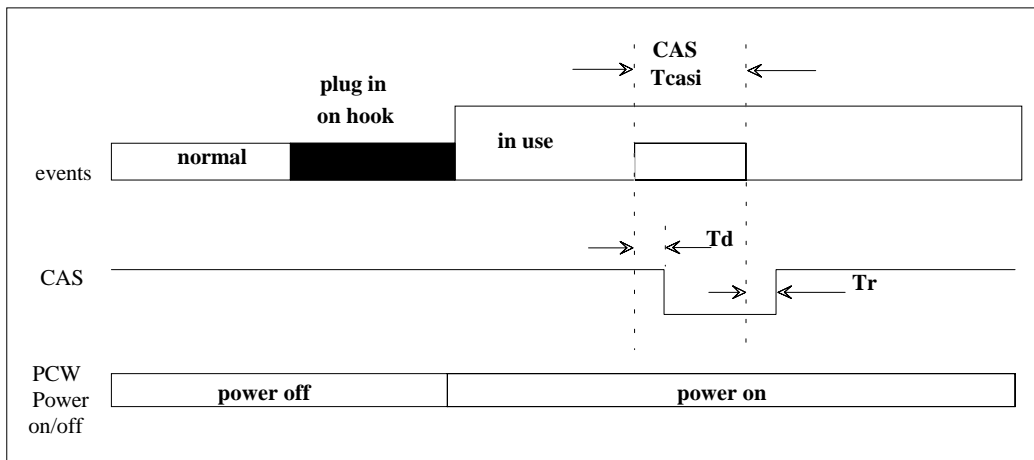 CAS
Tcasi
plug in
on hook
in use
normal
events
Td
CAS
Tr
PCW
Power
on/off
power off
power on